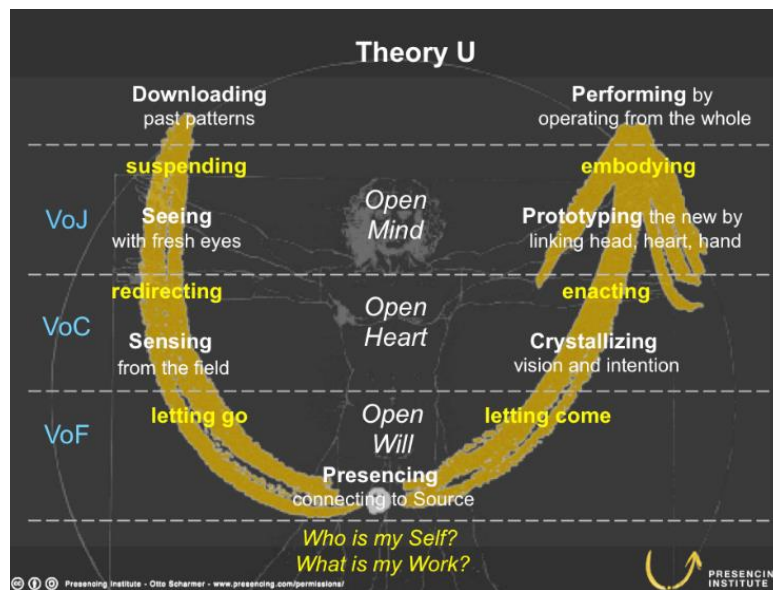 Theory U
Downloading
past patterns
Performing by
operating from the whole
suspending
embodying
VoJ
Seeing
with fresh eyes
Open
Mind
Prototyping the new by
linking head, heart, hand
redirecting
enacting
VoC
Sensing
from the field
Open
Heart
Crystallizing
vision and intention
letting go
letting come
VoF
Open
Will
Presencing
connecting to Source
Who is my Self?
What is my Work?
Presencing Institute - Otto Scharmer - www.presencing.com/permissions/
PRESENCIN
INSTITUTE